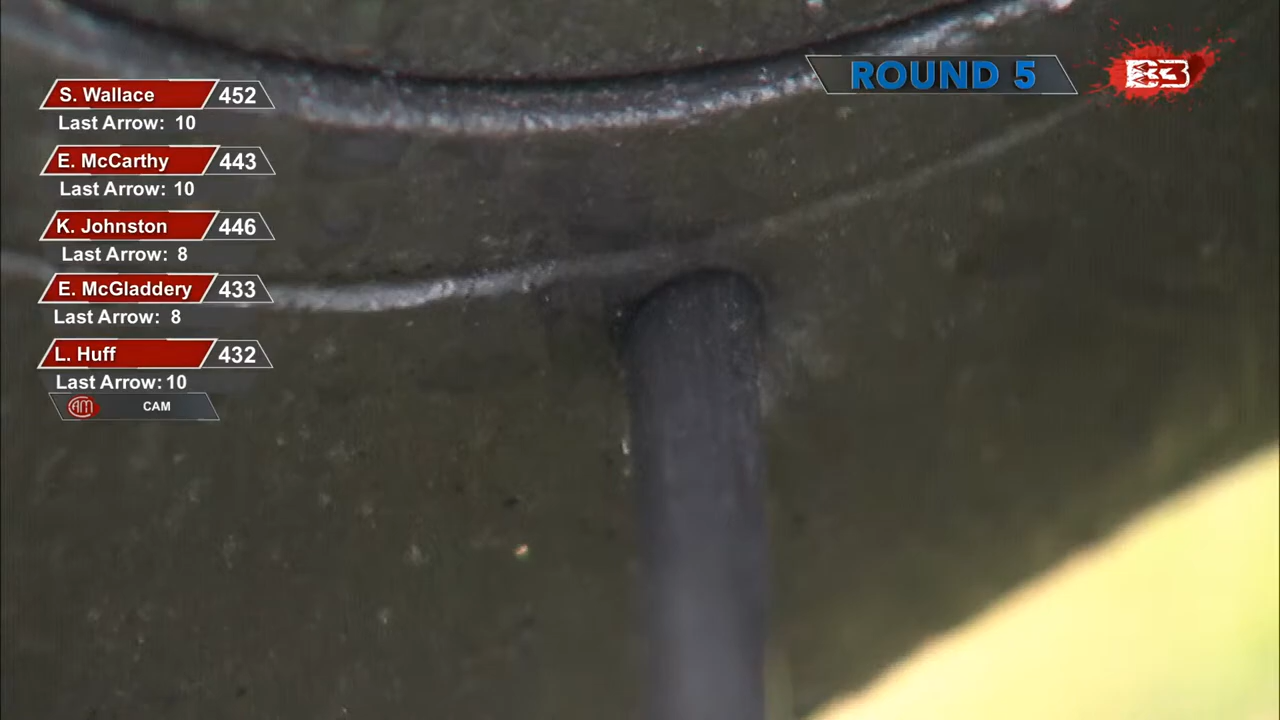 S. Wallace 452
Last Arrow: 10
E. McCarthy 443
Last Arrow: 10
K. Johnston 446
Last Arrow: 8
E. McGladdery 433
Last Arrow: 8
L. Huff 432
Last Arrow: 10
CAM
ROUND 5
B3